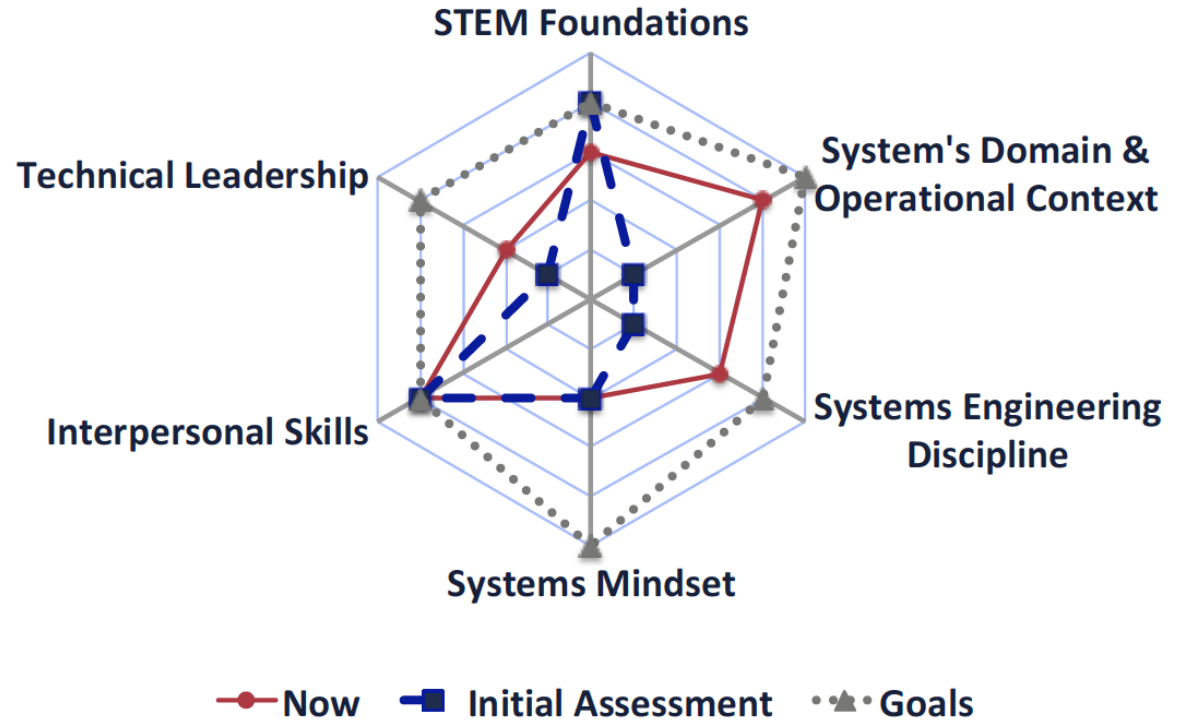 STEM Foundations
System's Domain &
Operational Context
Technical Leadership
Interpersonal Skills
Systems Engineering
Discipline
Systems Mindset
Now
Initial Assessment
Goals